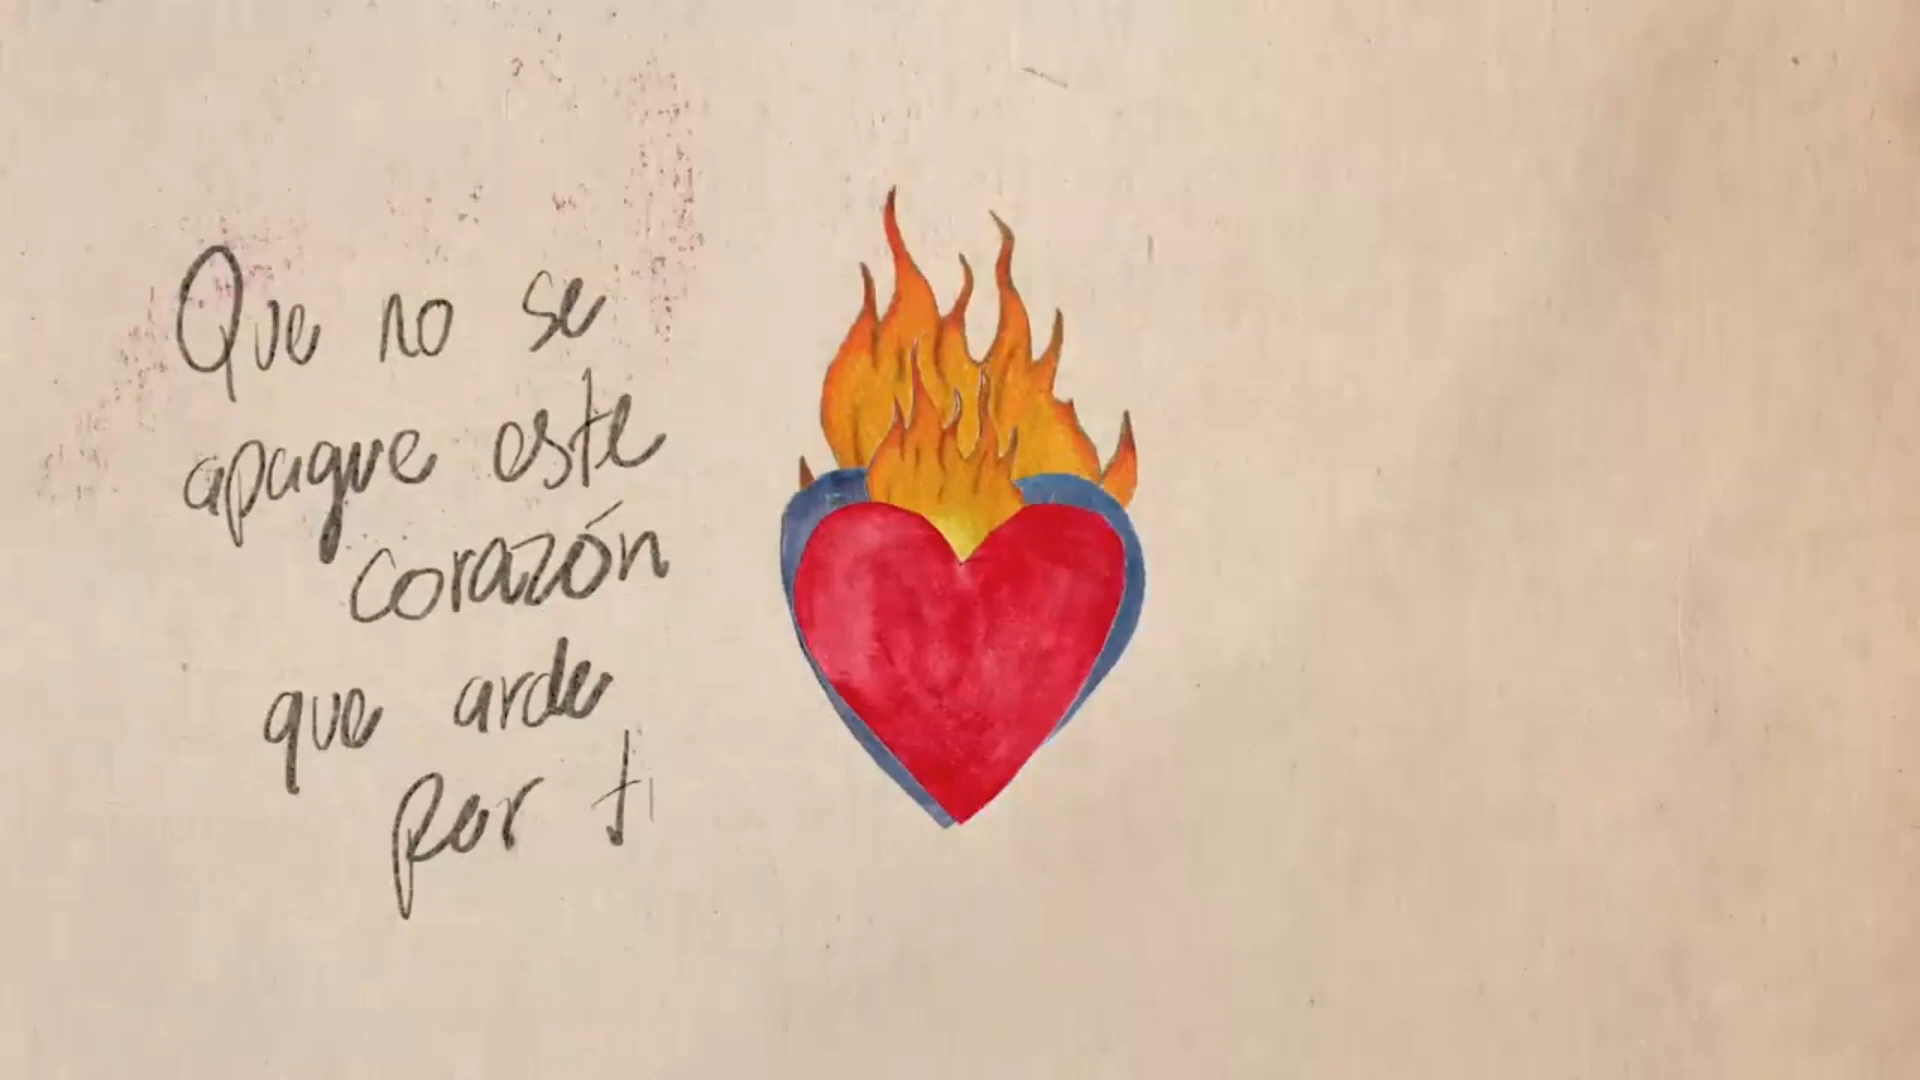 Que no se
apague este
corazón
que arde
por ti